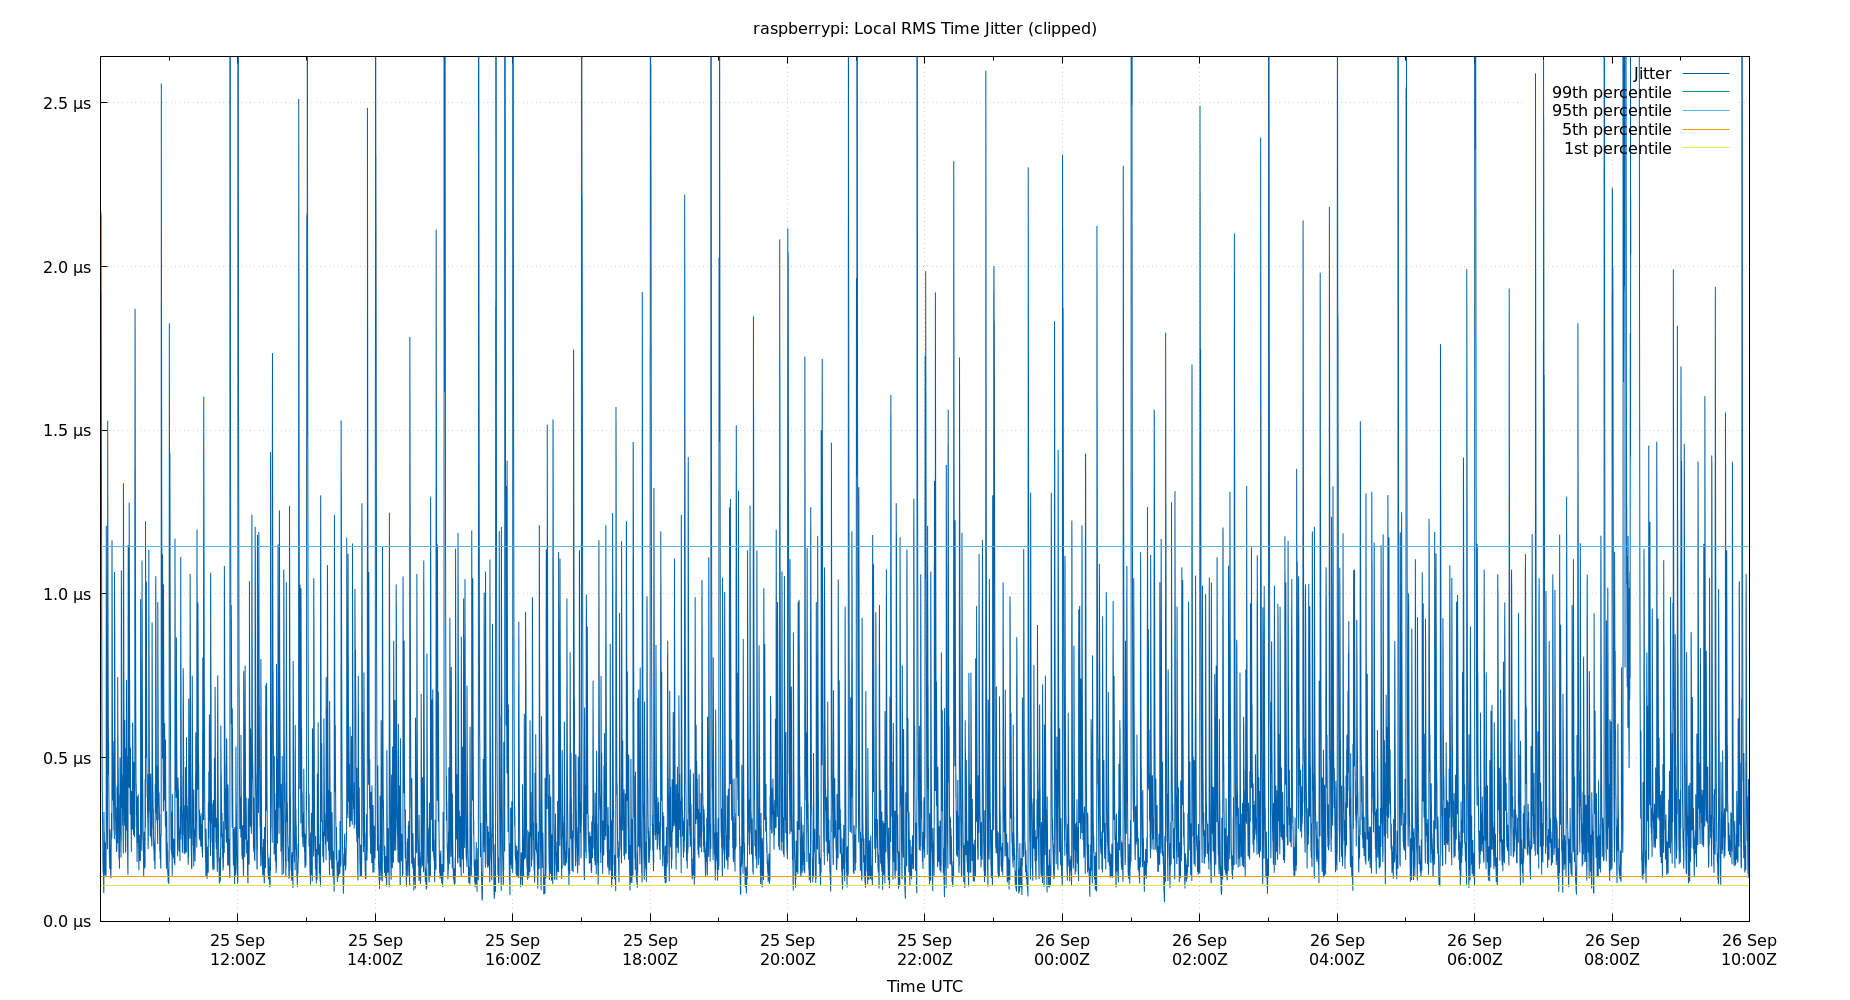 raspberrypi: Local RMS Time Jitter (clipped)
Jitter
99th percentile
95th percentile
5th percentile
1st percentile
2.5 µs
2.0 µs
1.5 µs
1.0 µs
0.5 µs
0.0 µs
25 Sep 25 Sep 25 Sep 25 Sep 25 Sep 25 Sep 26 Sep 26 Sep 26 Sep 26 Sep 26 Sep 26 Sep
12:00Z 14:00Z 16:00Z 18:00Z 20:00Z 22:00Z 00:00Z 02:00Z 04:00Z 06:00Z 08:00Z 10:00Z
Time UTC